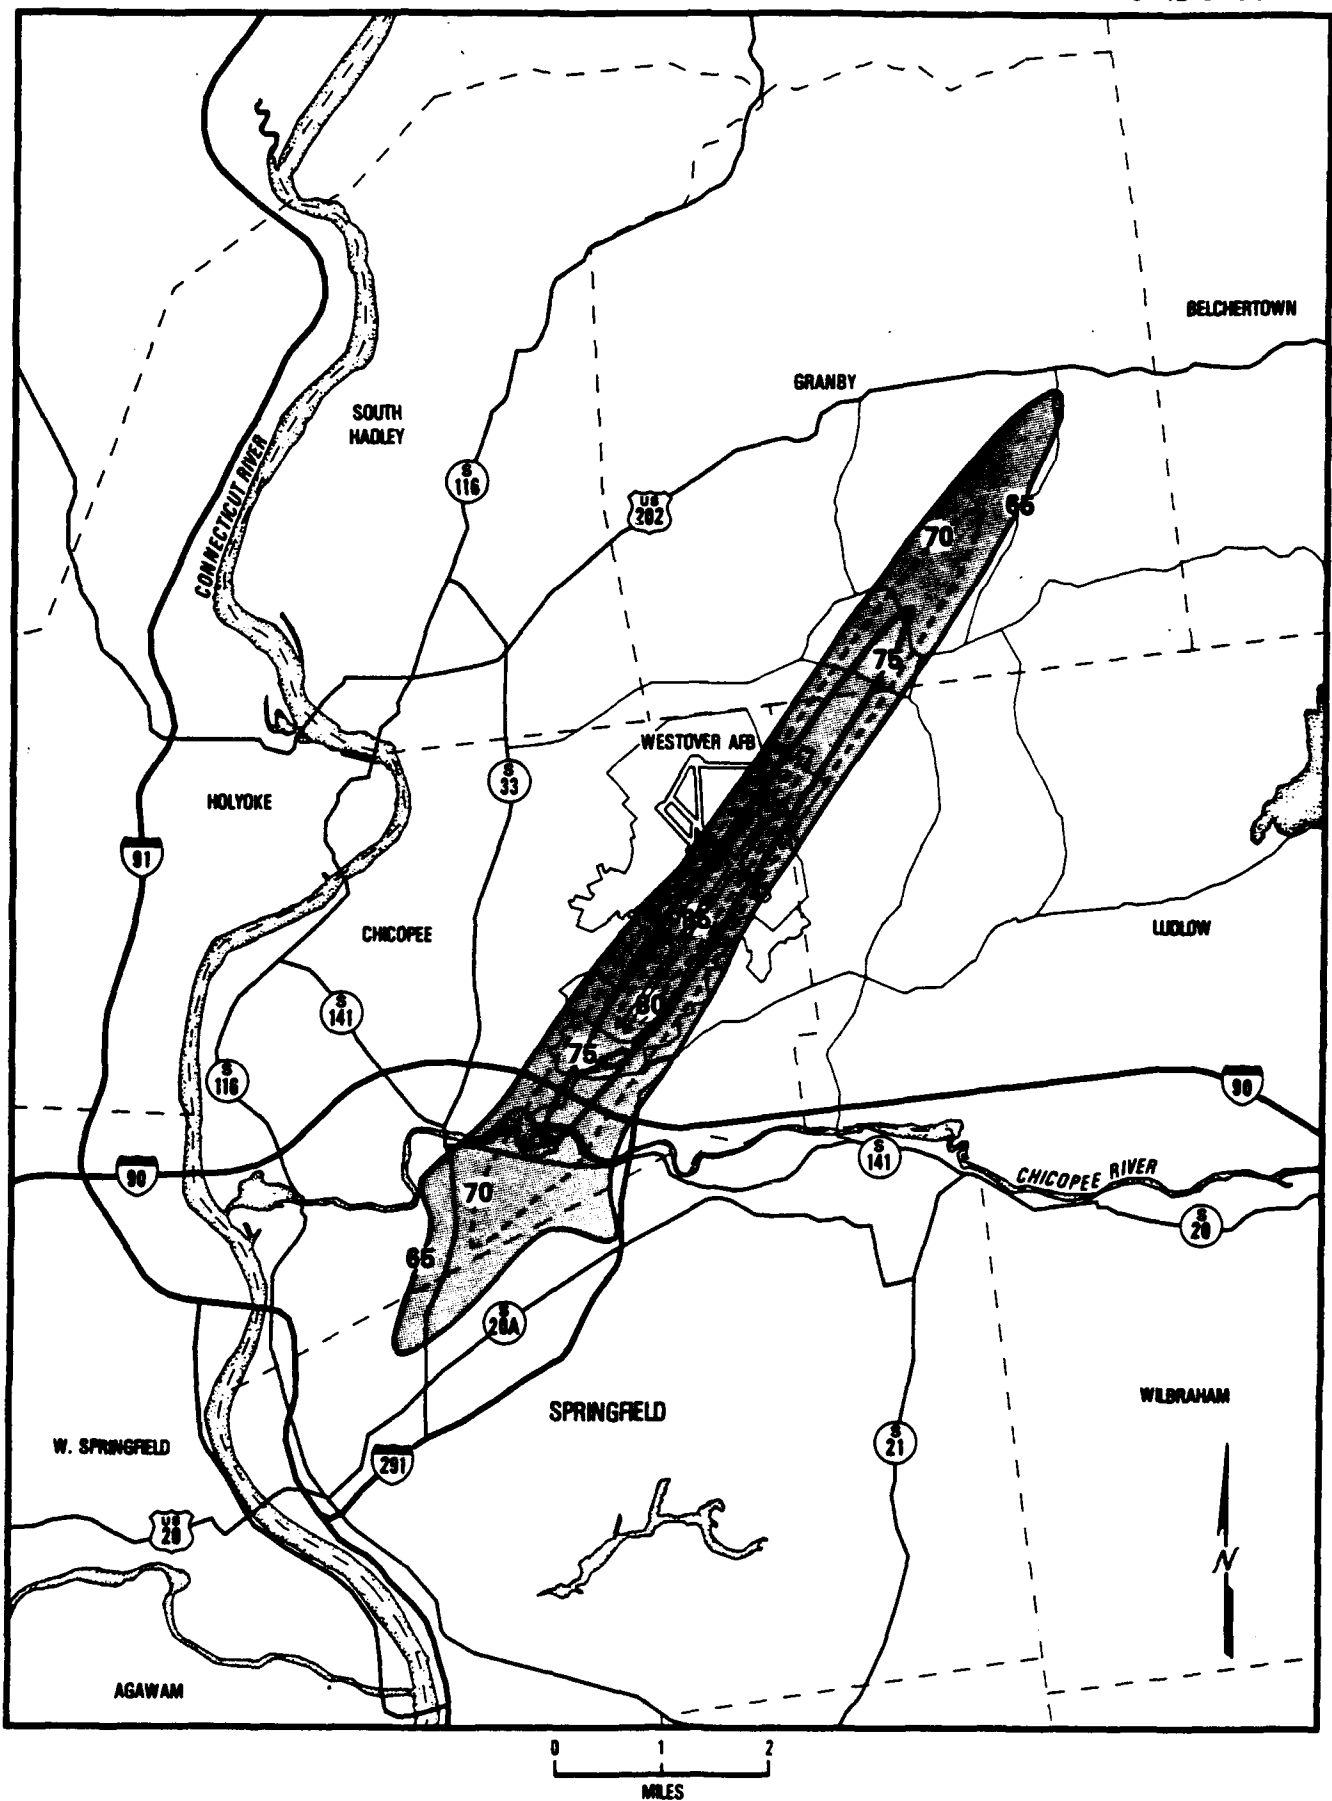 BELCHERTOWN
GRANBY
SOUTH
HADLEY
CONNECTICUT RIVER
S
116
US
202
65
70
75
WESTOVER AFB
S
33
HOLYOKE
91
CHICOPEE
LUDLOW
S
141
80
75
S
116
90
90
S
141
CHICOPEE RIVER
70
S
20
65
S
20A
SPRINGFIELD
WILBRAHAM
W. SPRINGFIELD
291
S
21
US
20
N
AGAWAM
0 1 2
MILES